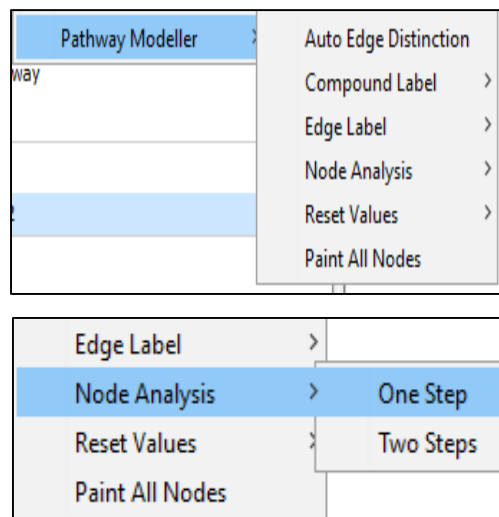 Pathway Modeller
way
Auto Edge Distinction
Compound Label
Edge Label
Node Analysis
Reset Values
Paint All Nodes
Edge Label
Node Analysis
One Step
Reset Values
Two Steps
Paint All Nodes